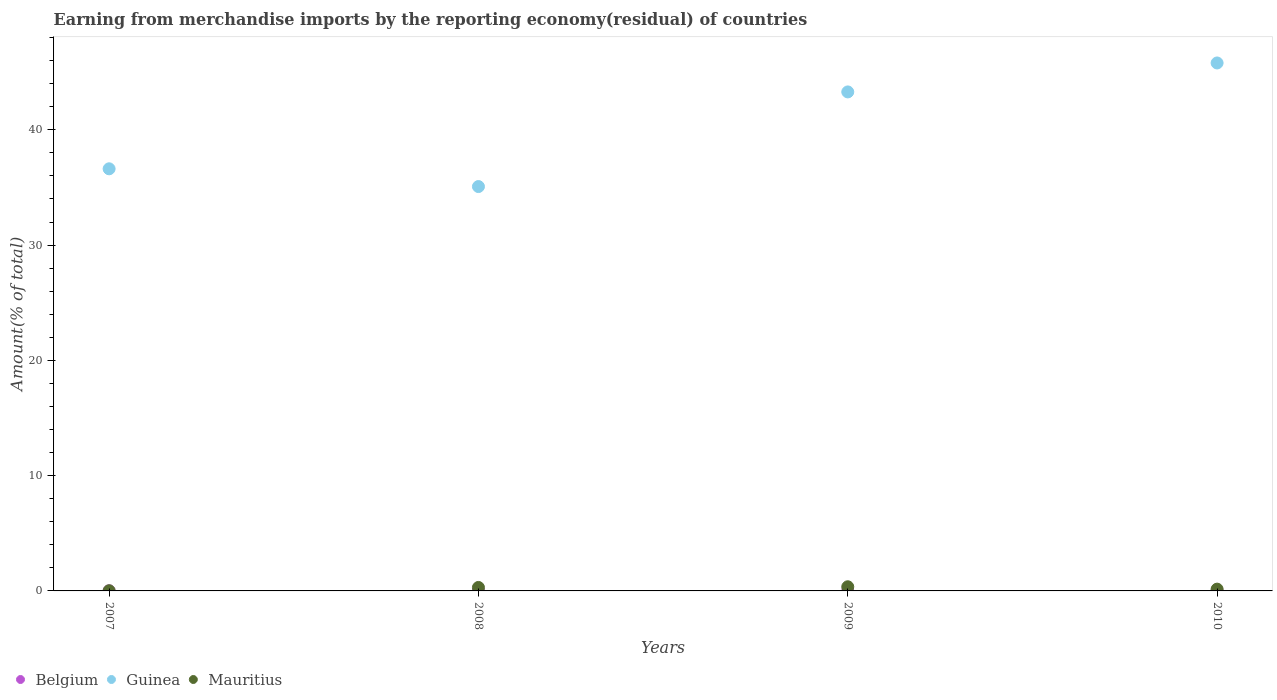 Earning from merchandise imports by the reporting economy(residual) of countries
Amount(% of total)
40
30
20
10
0
2007
2008
2009
2010
Years
Belgium
Guinea
Mauritius